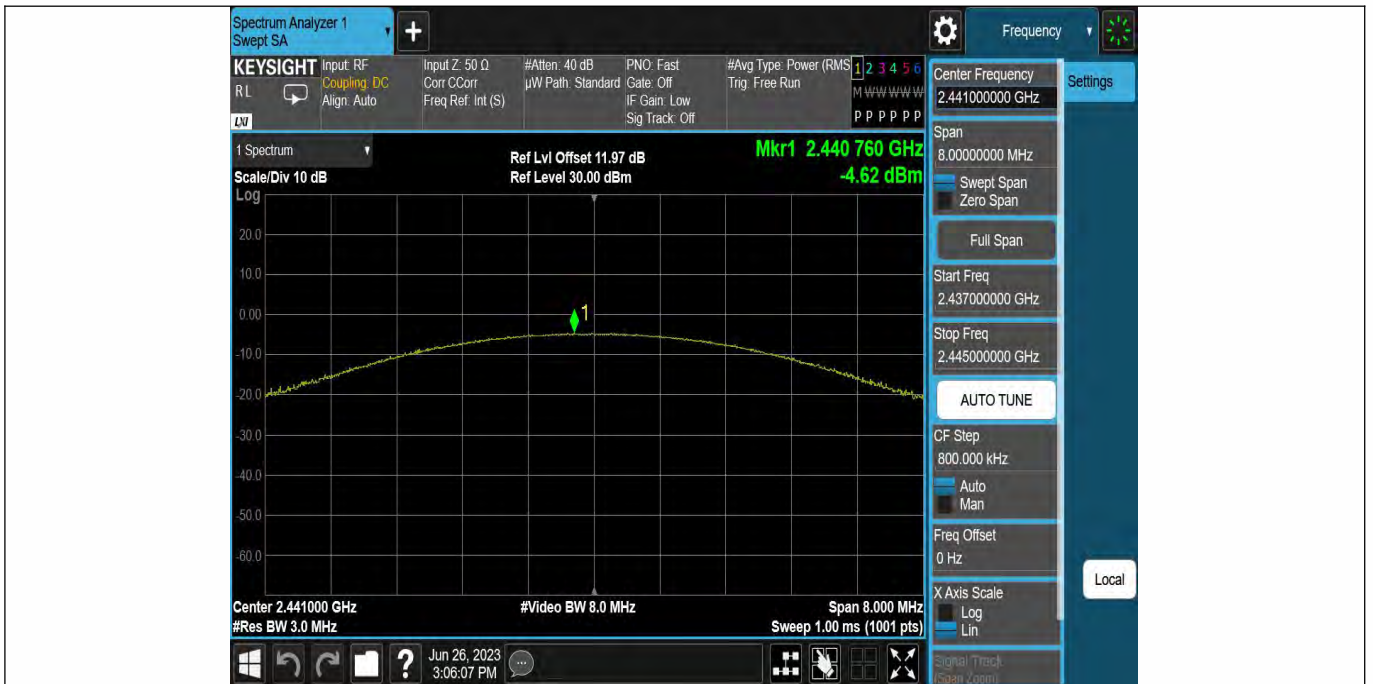 Spectrum Analyzer 1
Swept SA
+
Frequency
KEYSIGHT
R L
LXI
Input: RF
Coupling: DC
Align: Auto
Input Z: 50 Ω
Corr CCorr
Freq Ref: Int (S)
#Atten: 40 dB
µW Path: Standard
PNO: Fast
Gate: Off
IF Gain: Low
Sig Track: Off
#Avg Type: Power (RMS
Trig: Free Run
1 2 3 4 5 6
M W W W W W
P P P P P P
1 Spectrum
Scale/Div 10 dB
Log
Ref Lvl Offset 11.97 dB
Ref Level 30.00 dBm
Mkr1 2.440 760 GHz
-4.62 dBm
20.0
10.0
0.00
-10.0
-20.0
-30.0
-40.0
-50.0
-60.0
1
Center 2.441000 GHz
#Res BW 3.0 MHz
#Video BW 8.0 MHz
Span 8.000 MHz
Sweep 1.00 ms (1001 pts)
Center Frequency
2.441000000 GHz
Settings
Span
8.00000000 MHz
Swept Span
Zero Span
Full Span
Start Freq
2.437000000 GHz
Stop Freq
2.445000000 GHz
AUTO TUNE
CF Step
800.000 kHz
Auto
Man
Freq Offset
0 Hz
X Axis Scale
Log
Lin
Signal Track
(Span Zoom)
Local
?
Jun 26, 2023
3:06:07 PM